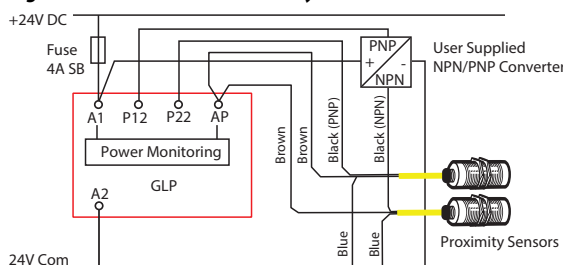 +24V DC
Fuse
4A SB
PNP
+ -
NPN
User Supplied
NPN/PNP Converter
A1 P12 P22 AP
Power Monitoring
GLP
A2
Brown
Brown
Black (PNP)
Black (NPN)
Blue
Blue
Proximity Sensors
24V Com